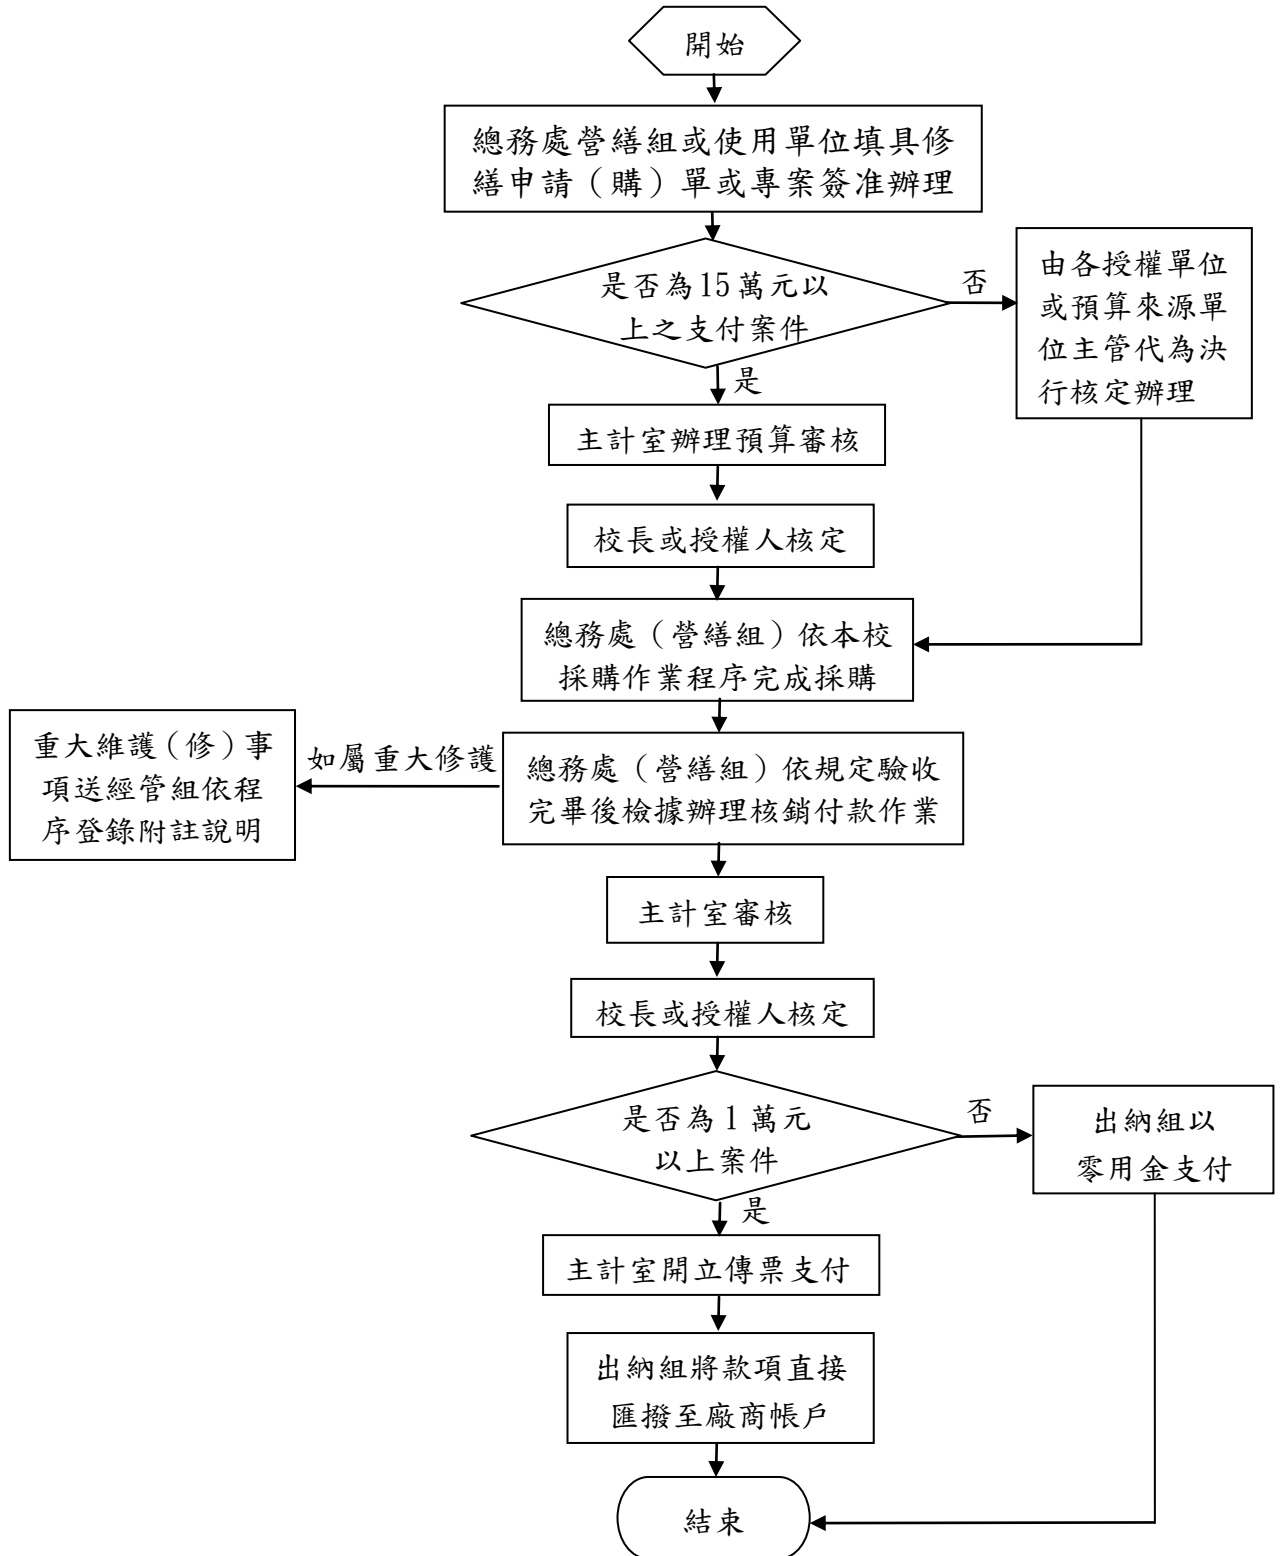 開始
總務處營繕組或使用單位填具修
繕申請（購）單或專案簽准辦理
是否為15萬元以
上之支付案件
否
由各授權單位
或預算來源單
位主管代為決
行核定辦理
是
主計室辦理預算審核
校長或授權人核定
總務處（營繕組）依本校
採購作業程序完成採購
重大維護（修）事
項送經管組依程
序登錄附註說明
如屬重大修護
總務處（營繕組）依規定驗收
完畢後檢據辦理核銷付款作業
主計室審核
校長或授權人核定
是否為1萬元
以上案件
否
出納組以
零用金支付
是
主計室開立傳票支付
出納組將款項直接
匯撥至廠商帳戶
結束